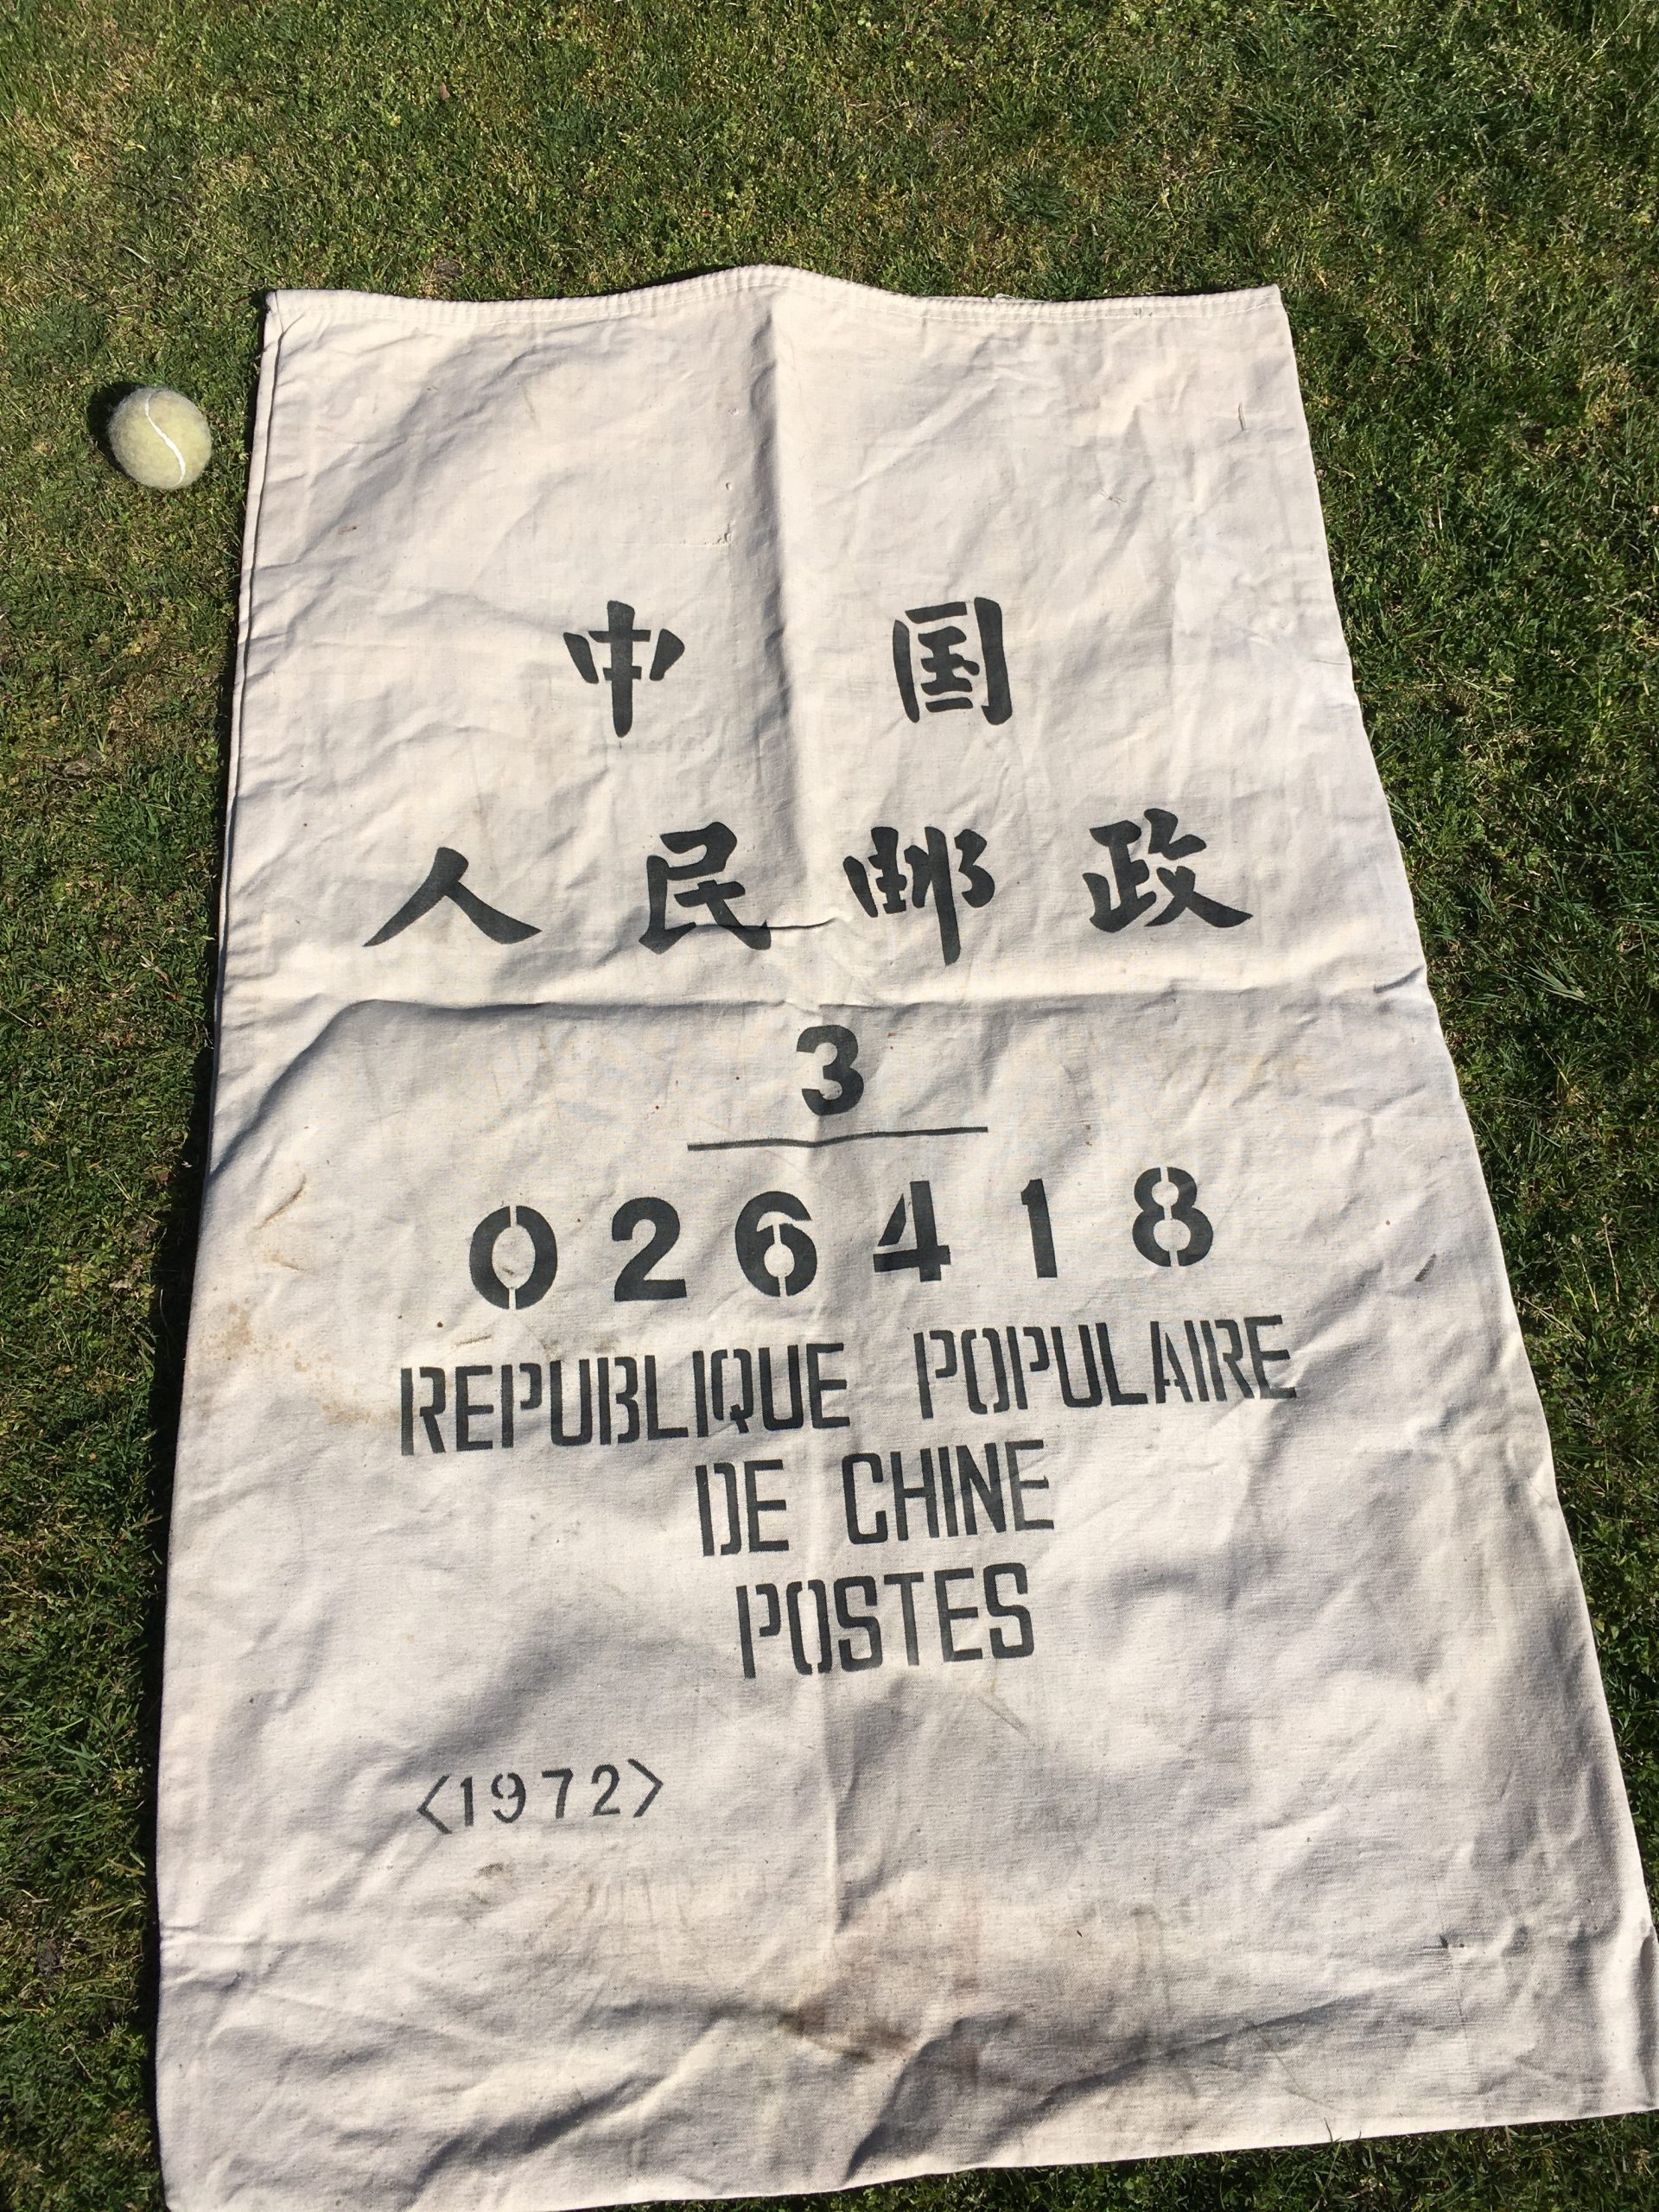 中国
人民邮政
3
026418
REPUBLIQUE POPULAIRE
DE CHINE
POSTES
<1972>